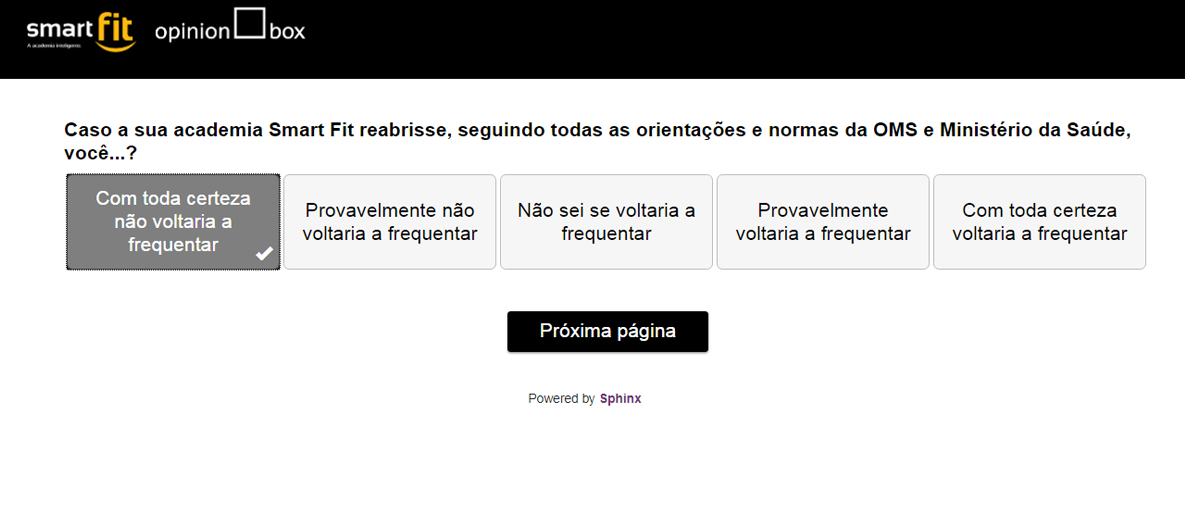 smart fit
A academia inteligente.
opinion box
Caso a sua academia Smart Fit reabrisse, seguindo todas as orientações e normas da OMS e Ministério da Saúde,
você...?
Com toda certeza
não voltaria a
frequentar
Provavelmente não
voltaria a frequentar
Não sei se voltaria a
frequentar
Provavelmente
voltaria a frequentar
Com toda certeza
voltaria a frequentar
Próxima página
Powered by Sphinx